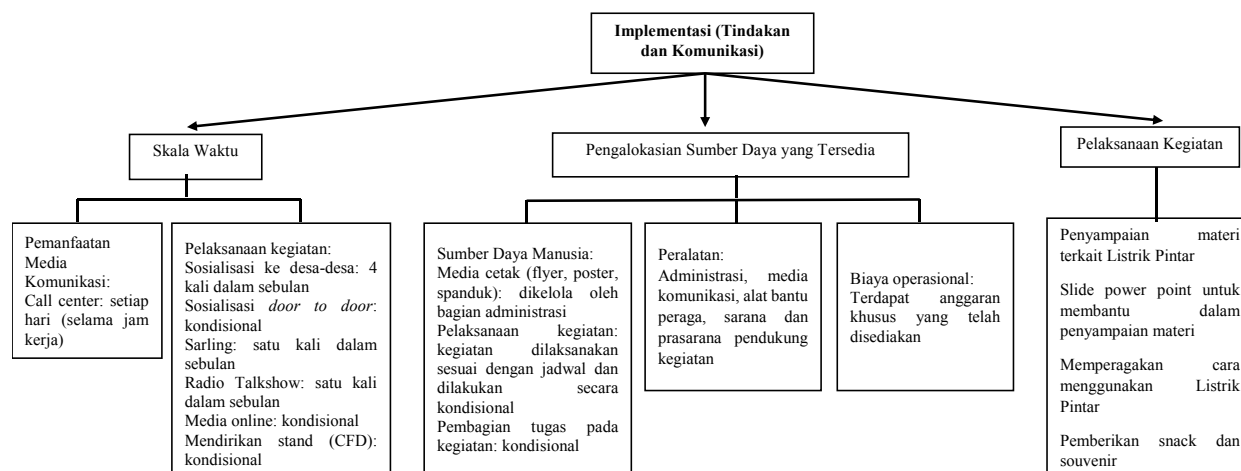 Implementasi (Tindakan
dan Komunikasi)
Skala Waktu
Pengalokasian Sumber Daya yang Tersedia
Pelaksanaan Kegiatan
Pemanfaatan
Media
Komunikasi:
Call center: setiap
hari (selama jam
kerja)
Pelaksanaan kegiatan:
Sosialisasi ke desa-desa: 4
kali dalam sebulan
Sosialisasi door to door:
kondisional
Sarling: satu kali dalam
sebulan
Radio Talkshow: satu kali
dalam sebulan
Media online: kondisional
Mendirikan stand (CFD):
kondisional
Sumber Daya Manusia:
Media cetak (flyer, poster,
spanduk): dikelola oleh
bagian administrasi
Pelaksanaan kegiatan:
kegiatan dilaksanakan
sesuai dengan jadwal dan
dilakukan secara
kondisional
Pembagian tugas pada
kegiatan: kondisional
Peralatan:
Administrasi, media
komunikasi, alat bantu
peraga, sarana dan
prasarana pendukung
kegiatan
Biaya operasional:
Terdapat anggaran
khusus yang telah
disediakan
Penyampaian materi
terkait Listrik Pintar
Slide power point untuk
membantu dalam
penyampaian materi
Memperagakan cara
menggunakan Listrik
Pintar
Pemberikan snack dan
souvenir